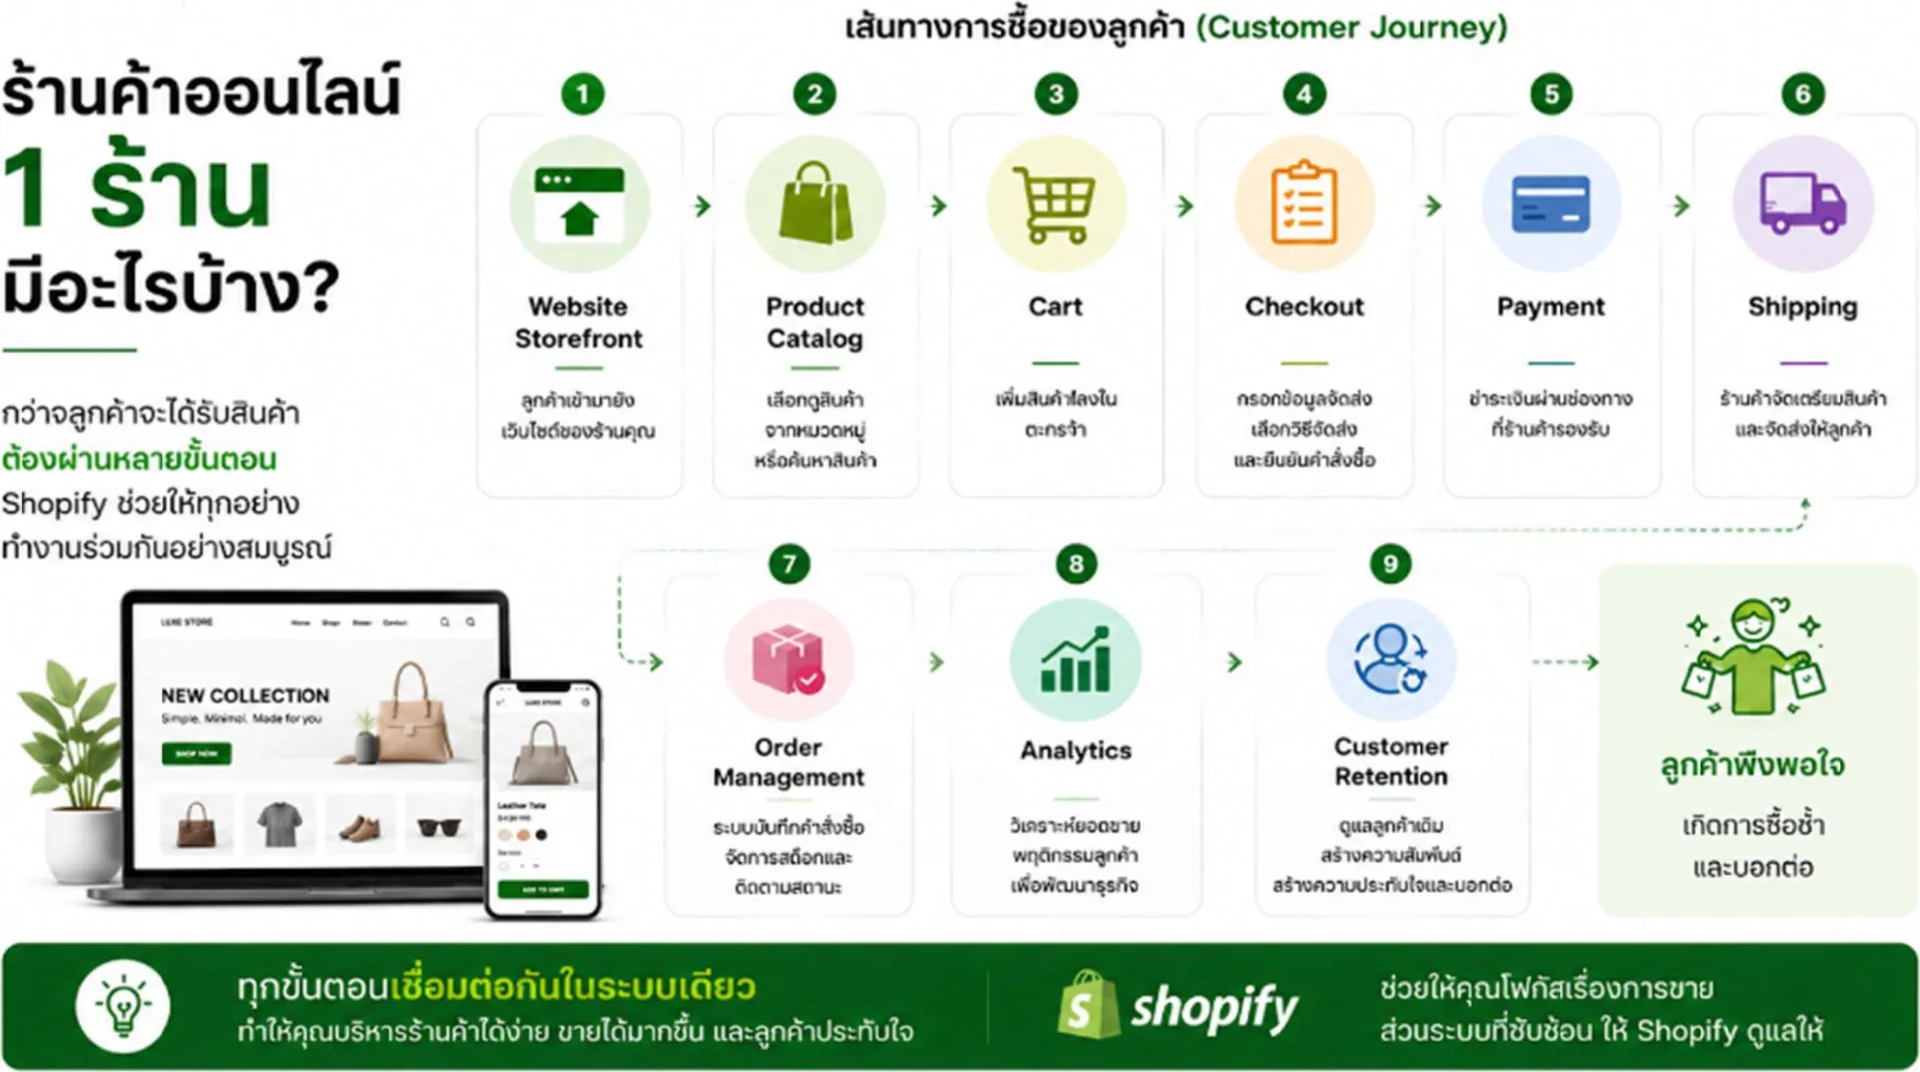 เส้นทางการซื้อของลูกค้า (Customer Journey)
ร้านค้าออนไลน์
1 ร้าน
มีอะไรบ้าง?
กว่าจลูกค้าจะได้รับสินค้า
ต้องผ่านหลายขั้นตอน
Shopify ช่วยให้ทุกอย่าง
ทำงานร่วมกันอย่างสมบูรณ์
1
Website
Storefront
ลูกค้าเข้ามายัง
เว็บไซต์ของร้านคุณ
2
Product
Catalog
เลือกดูสินค้า
จากหมวดหมู่
หรือค้นหาสินค้า
3
Cart
เพิ่มสินค้าลงใน
ตะกร้า
4
Checkout
กรอกข้อมูลจัดส่ง
เลือกวิธีจัดส่ง
และยืนยันคำสั่งซื้อ
5
Payment
ชำระเงินผ่านช่องทาง
ที่ร้านค้ารองรับ
6
Shipping
ร้านค้าจัดเตรียมสินค้า
และจัดส่งให้ลูกค้า
7
Order
Management
ระบบบันทึกคำสั่งซื้อ
จัดการสต็อกและ
ติดตามสถานะ
8
Analytics
วิเคราะห์ยอดขาย
พฤติกรรมลูกค้า
เพื่อพัฒนาธุรกิจ
9
Customer
Retention
ดูแลลูกค้าเดิม
สร้างความสัมพันธ์
สร้างความประทับใจและบอกต่อ
ลูกค้าพึงพอใจ
เกิดการซื้อซ้ำ
และบอกต่อ
LUXE STORE
Home Contact
NEW COLLECTION
Simple. Minimal. Made for you
SHOP NOW
LUXE STORE
Leather Tote
ADD TO CART
ทุกขั้นตอนเชื่อมต่อกันในระบบเดียว
ทำให้คุณบริหารร้านค้าได้ง่าย ขายได้มากขึ้น และลูกค้าประทับใจ
shopify
ช่วยให้คุณโฟกัสเรื่องการขาย
ส่วนระบบที่ซับซ้อน ให้ Shopify ดูแลให้